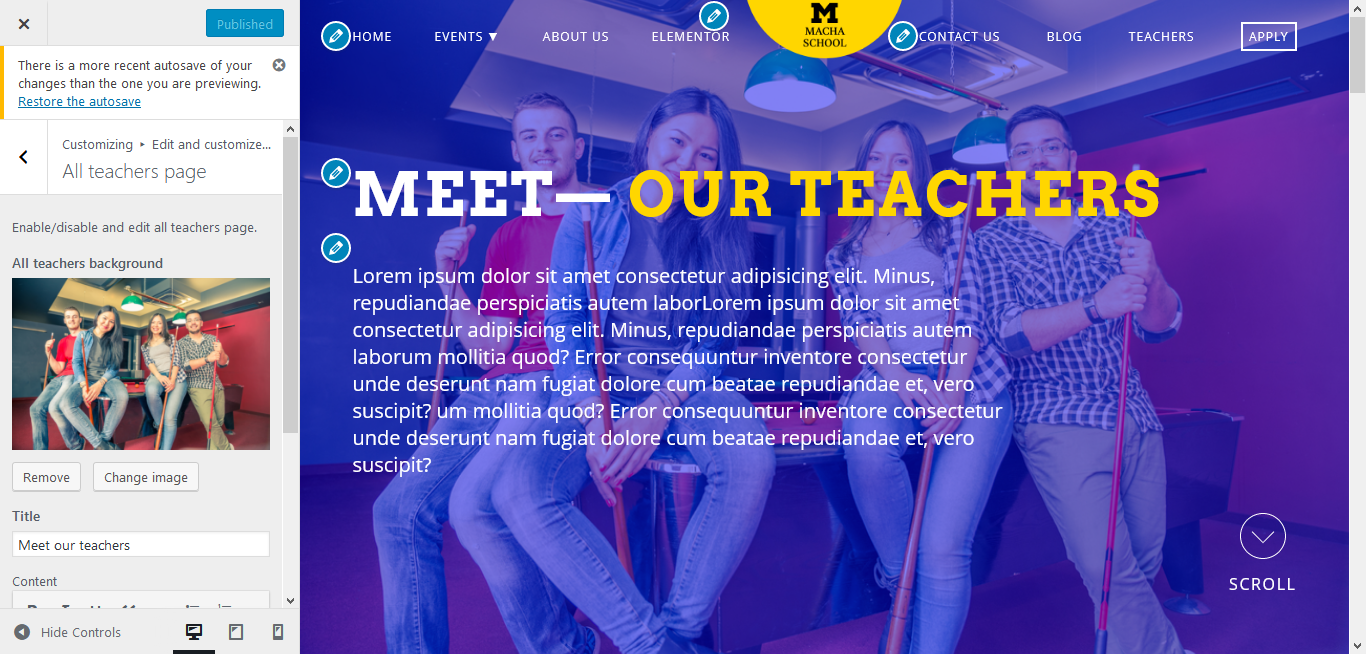 Published
There is a more recent autosave of your
changes than the one you are previewing.
Restore the autosave
Customizing ▸ Edit and customize...
All teachers page
Enable/disable and edit all teachers page.
All teachers background
Remove
Change image
Title
Meet our teachers
Content
Hide Controls
HOME
EVENTS ▼
ABOUT US
ELEMENTOR
M
MACHA
SCHOOL
CONTACT US
BLOG
TEACHERS
APPLY
MEET— OUR TEACHERS
Lorem ipsum dolor sit amet consectetur adipisicing elit. Minus,
repudiandae perspiciatis autem laborLorem ipsum dolor sit amet
consectetur adipisicing elit. Minus, repudiandae perspiciatis autem
laborum mollitia quod? Error consequuntur inventore consectetur
unde deserunt nam fugiat dolore cum beatae repudiandae et, vero
suscipit? um mollitia quod? Error consequuntur inventore consectetur
unde deserunt nam fugiat dolore cum beatae repudiandae et, vero
suscipit?
SCROLL